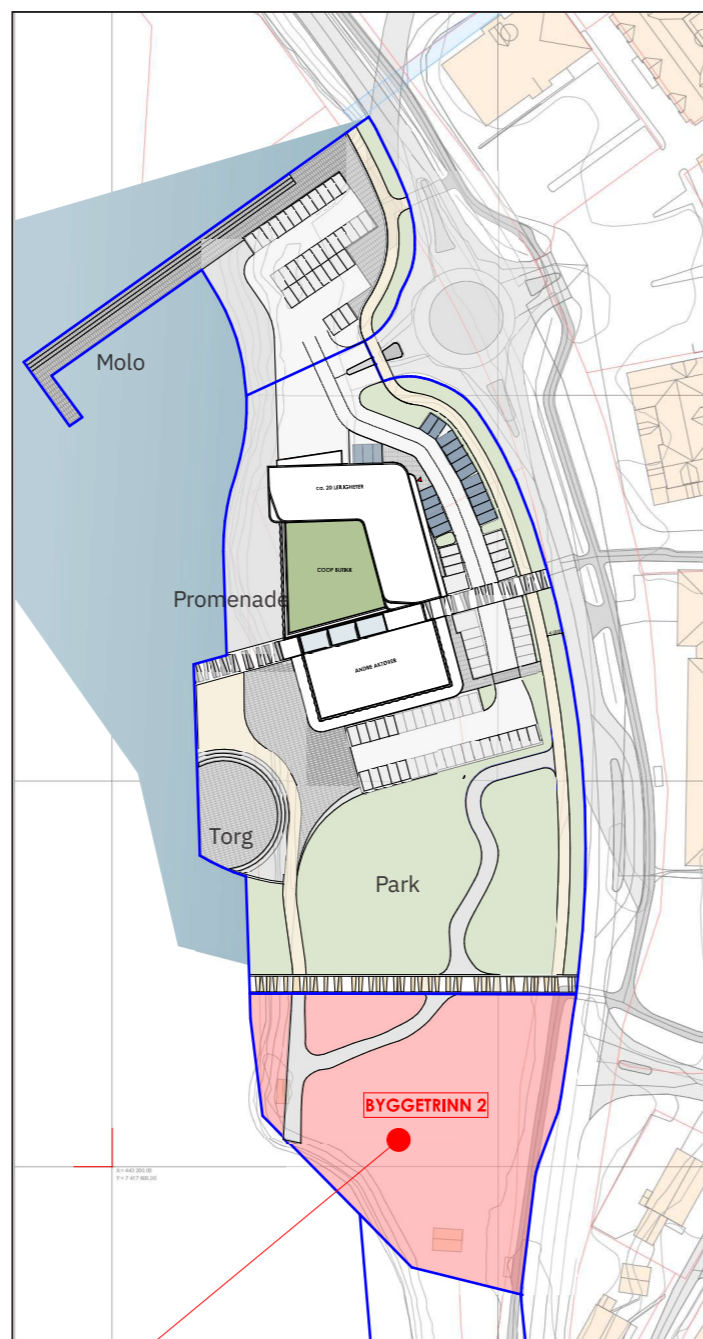 Molo
ca. 20 LEILIGHETER
COOP BUTIKK
Promenade
ANDRE AKTØRER
Torg
Park
BYGGETRINN 2